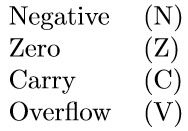 Negative (N)
Zero (Z)
Carry (C)
Overflow (V)